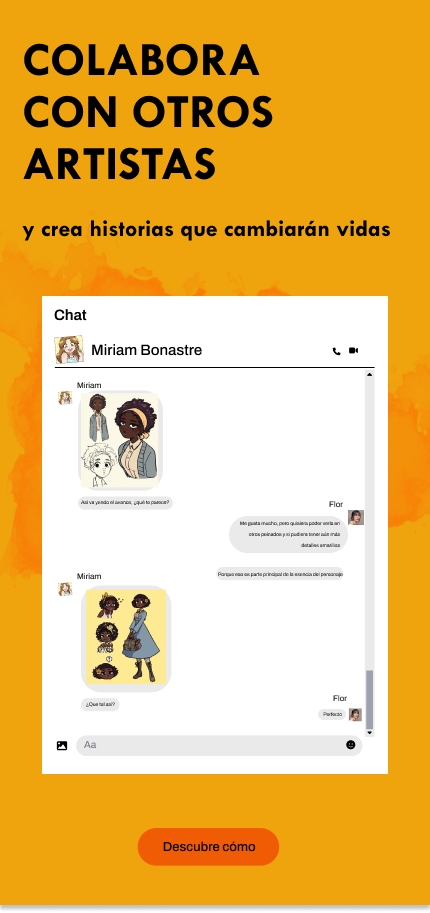 COLABORA
CON OTROS
ARTISTAS
y crea historias que cambiarán vidas
Chat
Miriam Bonastre
Miriam
Asi va yendo el avance, ¿qué te parece?
Flor
Me gusta mucho, pero quisiera poder verla en
otros peinados y si pudiera tener aún más
detalles amarillos
Porque eso es parte principal de la esencia del personaje
Miriam
¿Que tal así?
Flor
Perfecto
Aa
Descubre cómo